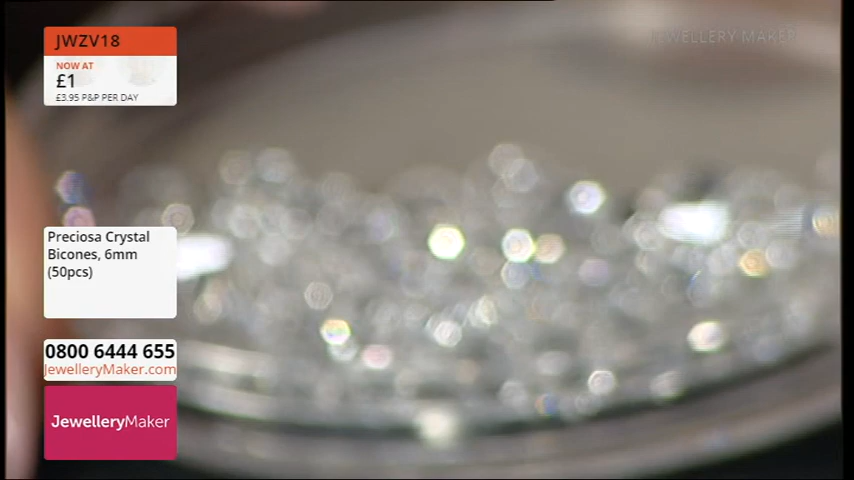 JWZV18
NOW AT
£1
£3.95 P&P PER DAY
JEWELLERY MAKER
Preciosa Crystal
Bicones, 6mm
(50pcs)
0800 6444 655
JewelleryMaker.com
JewelleryMaker